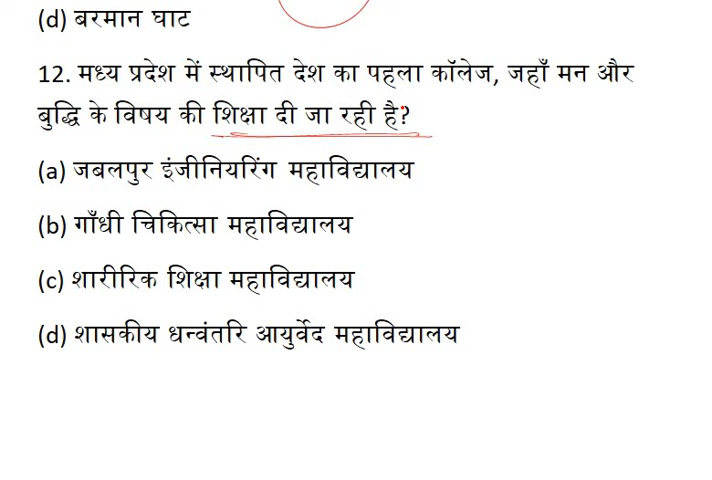 (d) बरमान घाट
12. मध्य प्रदेश में स्थापित देश का पहला कॉलेज, जहाँ मन और
बुद्धि के विषय की शिक्षा दी जा रही है?
(a) जबलपुर इंजीनियरिंग महाविद्यालय
(b) गाँधी चिकित्सा महाविद्यालय
(c) शारीरिक शिक्षा महाविद्यालय
(d) शासकीय धन्वंतरि आयुर्वेद महाविद्यालय